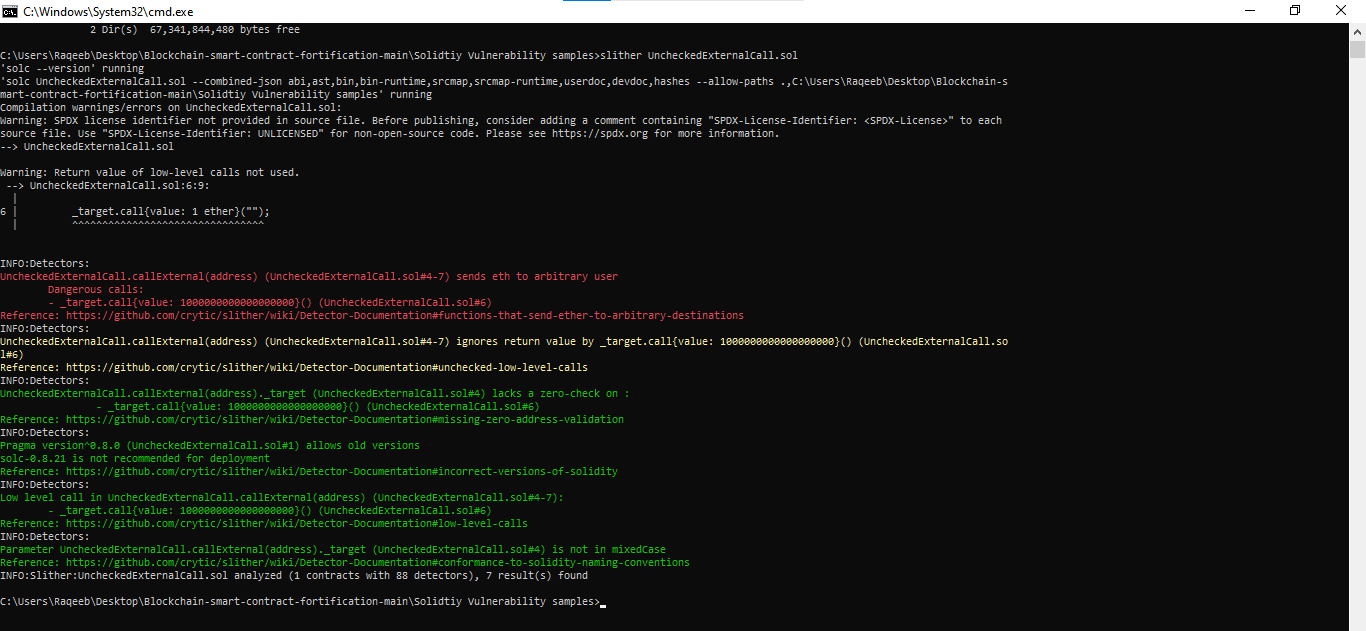 C:\Windows\System32\cmd.exe
2 Dir(s)  67,341,844,480 bytes free
C:\Users\Raqeeb\Desktop\Blockchain-smart-contract-fortification-main\Solidtiy Vulnerability samples>slither UncheckedExternalCall.sol
'solc --version' running
'solc UncheckedExternalCall.sol --combined-json abi,ast,bin,bin-runtime,srcmap,srcmap-runtime,userdoc,devdoc,hashes --allow-paths .,C:\Users\Raqeeb\Desktop\Blockchain-s
mart-contract-fortification-main\Solidtiy Vulnerability samples' running
Compilation warnings/errors on UncheckedExternalCall.sol:
Warning: SPDX license identifier not provided in source file. Before publishing, consider adding a comment containing "SPDX-License-Identifier: <SPDX-License>" to each
source file. Use "SPDX-License-Identifier: UNLICENSED" for non-open-source code. Please see https://spdx.org for more information.
--> UncheckedExternalCall.sol
Warning: Return value of low-level calls not used.
 --> UncheckedExternalCall.sol:6:9:
  |
6 |         _target.call{value: 1 ether}("");
  |         ^^^^^^^^^^^^^^^^^^^^^^^^^^^^^^^^
INFO:Detectors:
UncheckedExternalCall.callExternal(address) (UncheckedExternalCall.sol#4-7) sends eth to arbitrary user
        Dangerous calls:
        - _target.call{value: 1000000000000000000}() (UncheckedExternalCall.sol#6)
Reference: https://github.com/crytic/slither/wiki/Detector-Documentation#functions-that-send-ether-to-arbitrary-destinations
INFO:Detectors:
UncheckedExternalCall.callExternal(address) (UncheckedExternalCall.sol#4-7) ignores return value by _target.call{value: 1000000000000000000}() (UncheckedExternalCall.so
l#6)
Reference: https://github.com/crytic/slither/wiki/Detector-Documentation#unchecked-low-level-calls
INFO:Detectors:
UncheckedExternalCall.callExternal(address)._target (UncheckedExternalCall.sol#4) lacks a zero-check on :
                - _target.call{value: 1000000000000000000}() (UncheckedExternalCall.sol#6)
Reference: https://github.com/crytic/slither/wiki/Detector-Documentation#missing-zero-address-validation
INFO:Detectors:
Pragma version^0.8.0 (UncheckedExternalCall.sol#1) allows old versions
solc-0.8.21 is not recommended for deployment
Reference: https://github.com/crytic/slither/wiki/Detector-Documentation#incorrect-versions-of-solidity
INFO:Detectors:
Low level call in UncheckedExternalCall.callExternal(address) (UncheckedExternalCall.sol#4-7):
        - _target.call{value: 1000000000000000000}() (UncheckedExternalCall.sol#6)
Reference: https://github.com/crytic/slither/wiki/Detector-Documentation#low-level-calls
INFO:Detectors:
Parameter UncheckedExternalCall.callExternal(address)._target (UncheckedExternalCall.sol#4) is not in mixedCase
Reference: https://github.com/crytic/slither/wiki/Detector-Documentation#conformance-to-solidity-naming-conventions
INFO:Slither:UncheckedExternalCall.sol analyzed (1 contracts with 88 detectors), 7 result(s) found
C:\Users\Raqeeb\Desktop\Blockchain-smart-contract-fortification-main\Solidtiy Vulnerability samples>